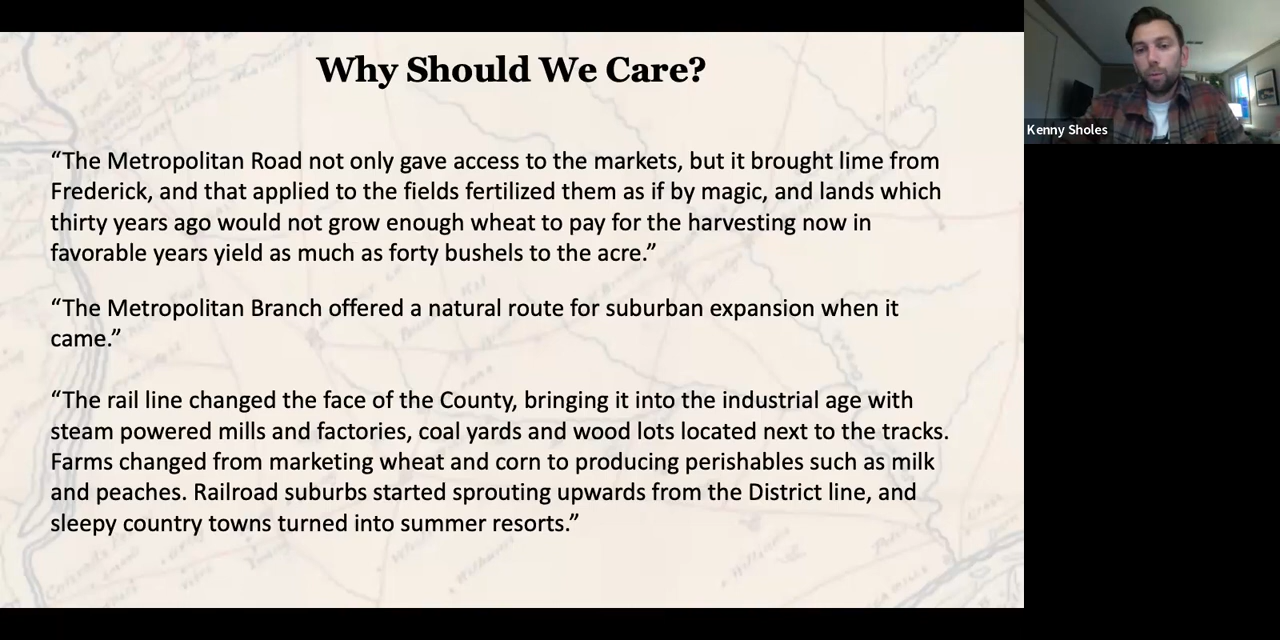 Why Should We Care?
“The Metropolitan Road not only gave access to the markets, but it brought lime from
Frederick, and that applied to the fields fertilized them as if by magic, and lands which
thirty years ago would not grow enough wheat to pay for the harvesting now in
favorable years yield as much as forty bushels to the acre.”
“The Metropolitan Branch offered a natural route for suburban expansion when it
came.”
“The rail line changed the face of the County, bringing it into the industrial age with
steam powered mills and factories, coal yards and wood lots located next to the tracks.
Farms changed from marketing wheat and corn to producing perishables such as milk
and peaches. Railroad suburbs started sprouting upwards from the District line, and
sleepy country towns turned into summer resorts.”
Kenny Sholes